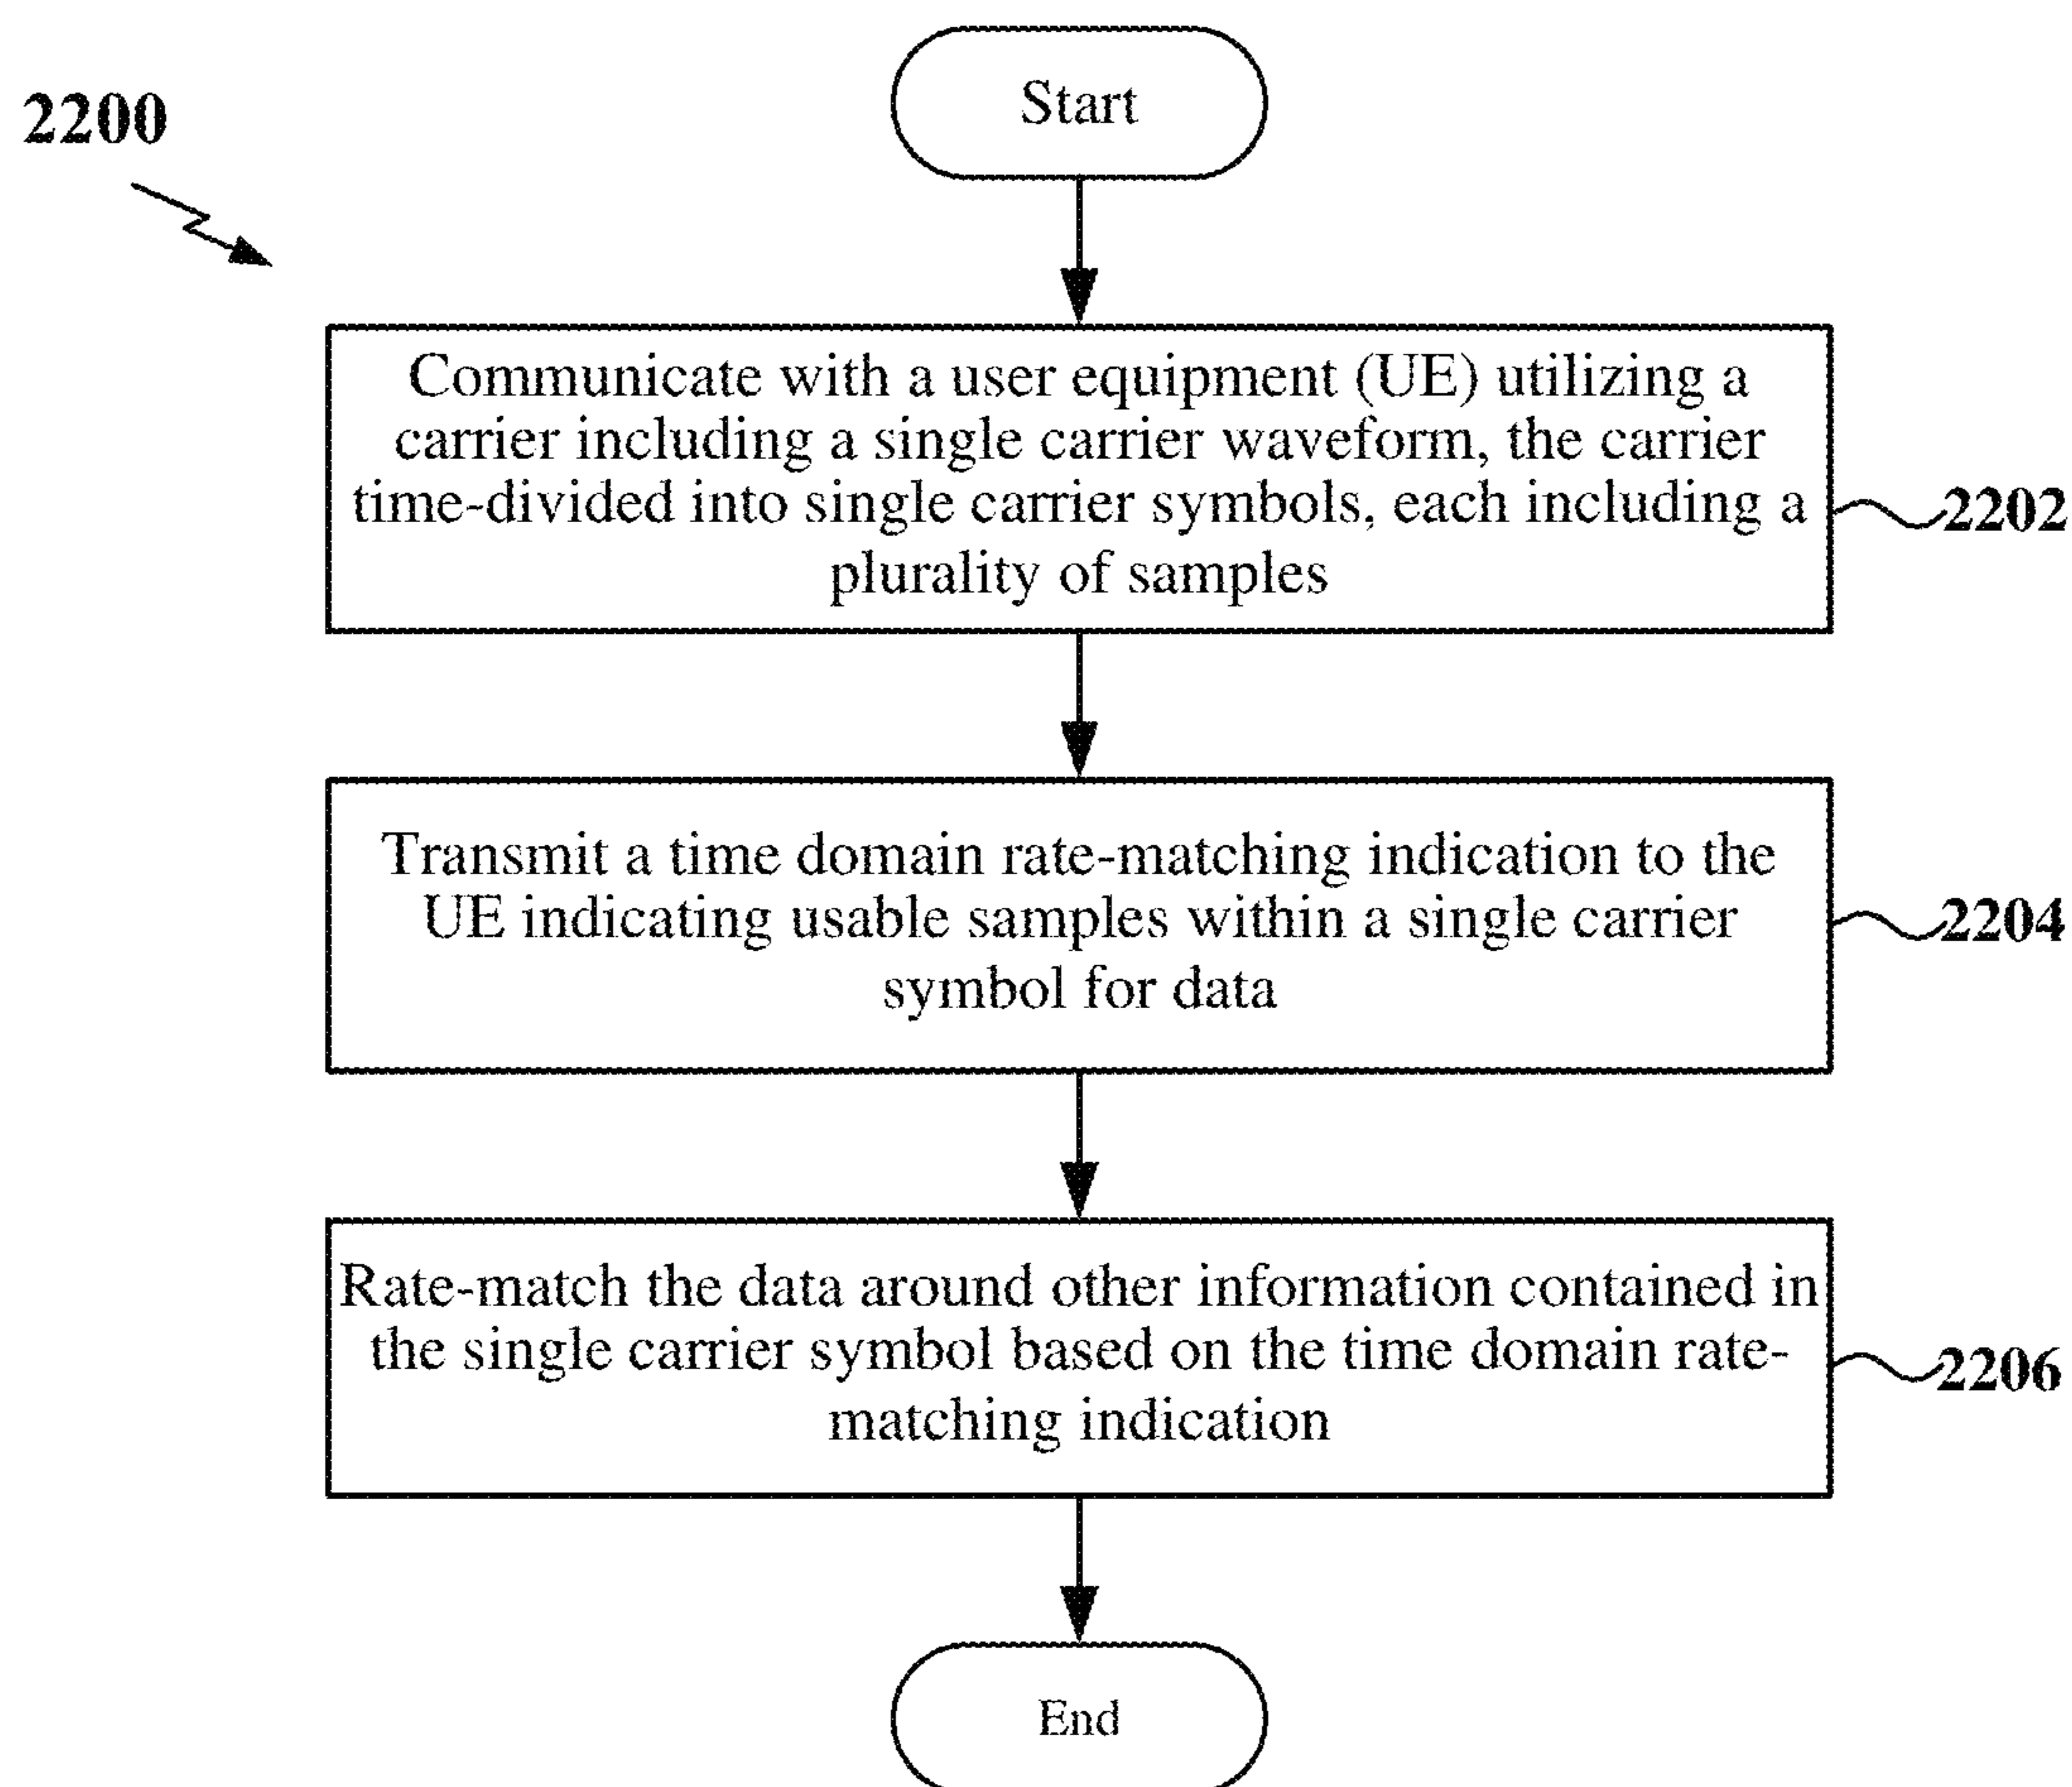 2200
Start
Communicate with a user equipment (UE) utilizing a
carrier including a single carrier waveform, the carrier
time-divided into single carrier symbols, each including a
plurality of samples
2202
Transmit a time domain rate-matching indication to the
UE indicating usable samples within a single carrier
symbol for data
2204
Rate-match the data around other information contained in
the single carrier symbol based on the time domain rate-
matching indication
2206
End